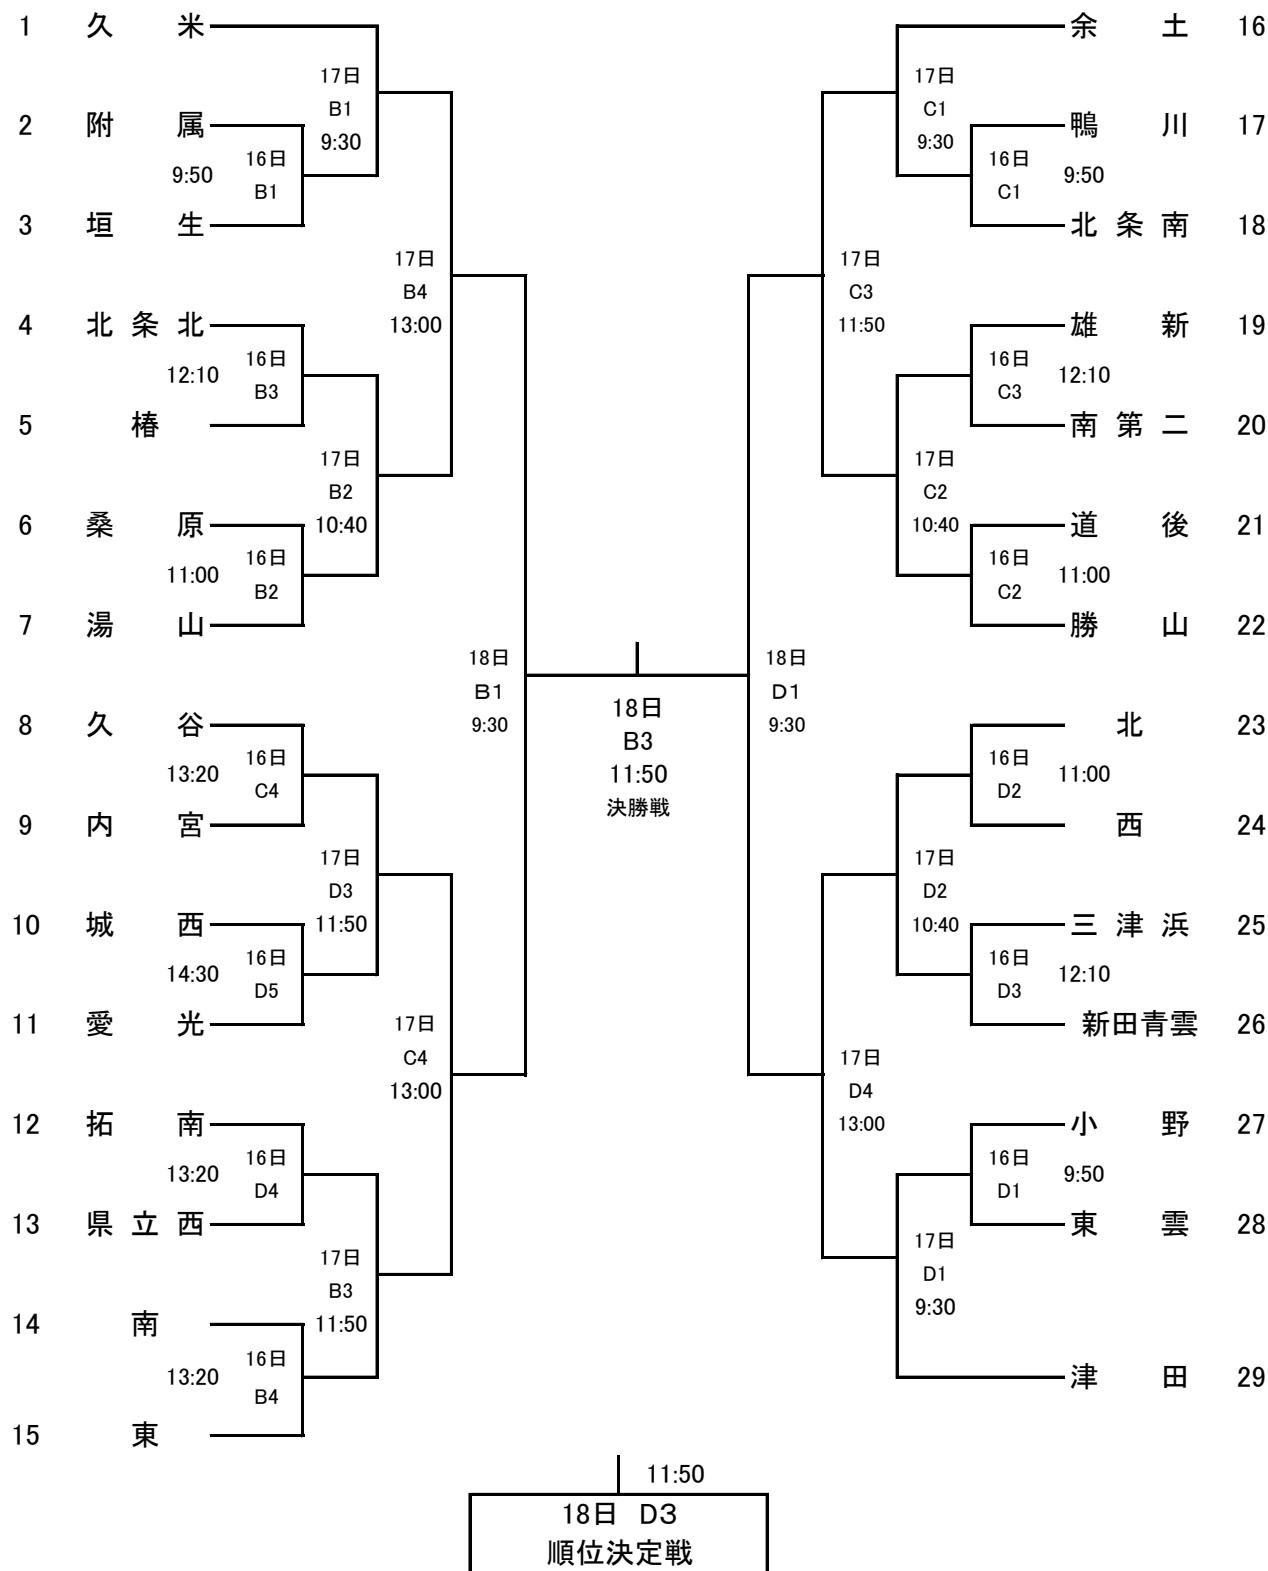 1 久 米
17日
B1
9:30
2 附 属
9:50
16日
B1
3 垣 生
17日
B4
13:00
4 北 条 北
12:10
16日
B3
5 椿
17日
B2
10:40
6 桑 原
11:00
16日
B2
7 湯 山
18日
B1
9:30
8 久 谷
13:20
16日
C4
9 内 宮
17日
D3
11:50
10 城 西
14:30
16日
D5
11 愛 光
17日
C4
13:00
12 拓 南
13:20
16日
D4
13 県 立 西
17日
B3
11:50
14 南
13:20
16日
B4
15 東
18日
B3
11:50
決勝戦
余 土 16
17日
C1
9:30
鴨 川 17
16日
C1
9:50
北 条 南 18
17日
C3
11:50
雄 新 19
16日
C3
12:10
南 第 二 20
17日
C2
10:40
道 後 21
16日
C2
11:00
勝 山 22
18日
D1
9:30
北 23
16日
D2
11:00
西 24
17日
D2
10:40
三 津 浜 25
16日
D3
12:10
新田青雲 26
17日
D4
13:00
小 野 27
16日
D1
9:50
東 雲 28
17日
D1
9:30
津 田 29
11:50
18日 D3
順位決定戦